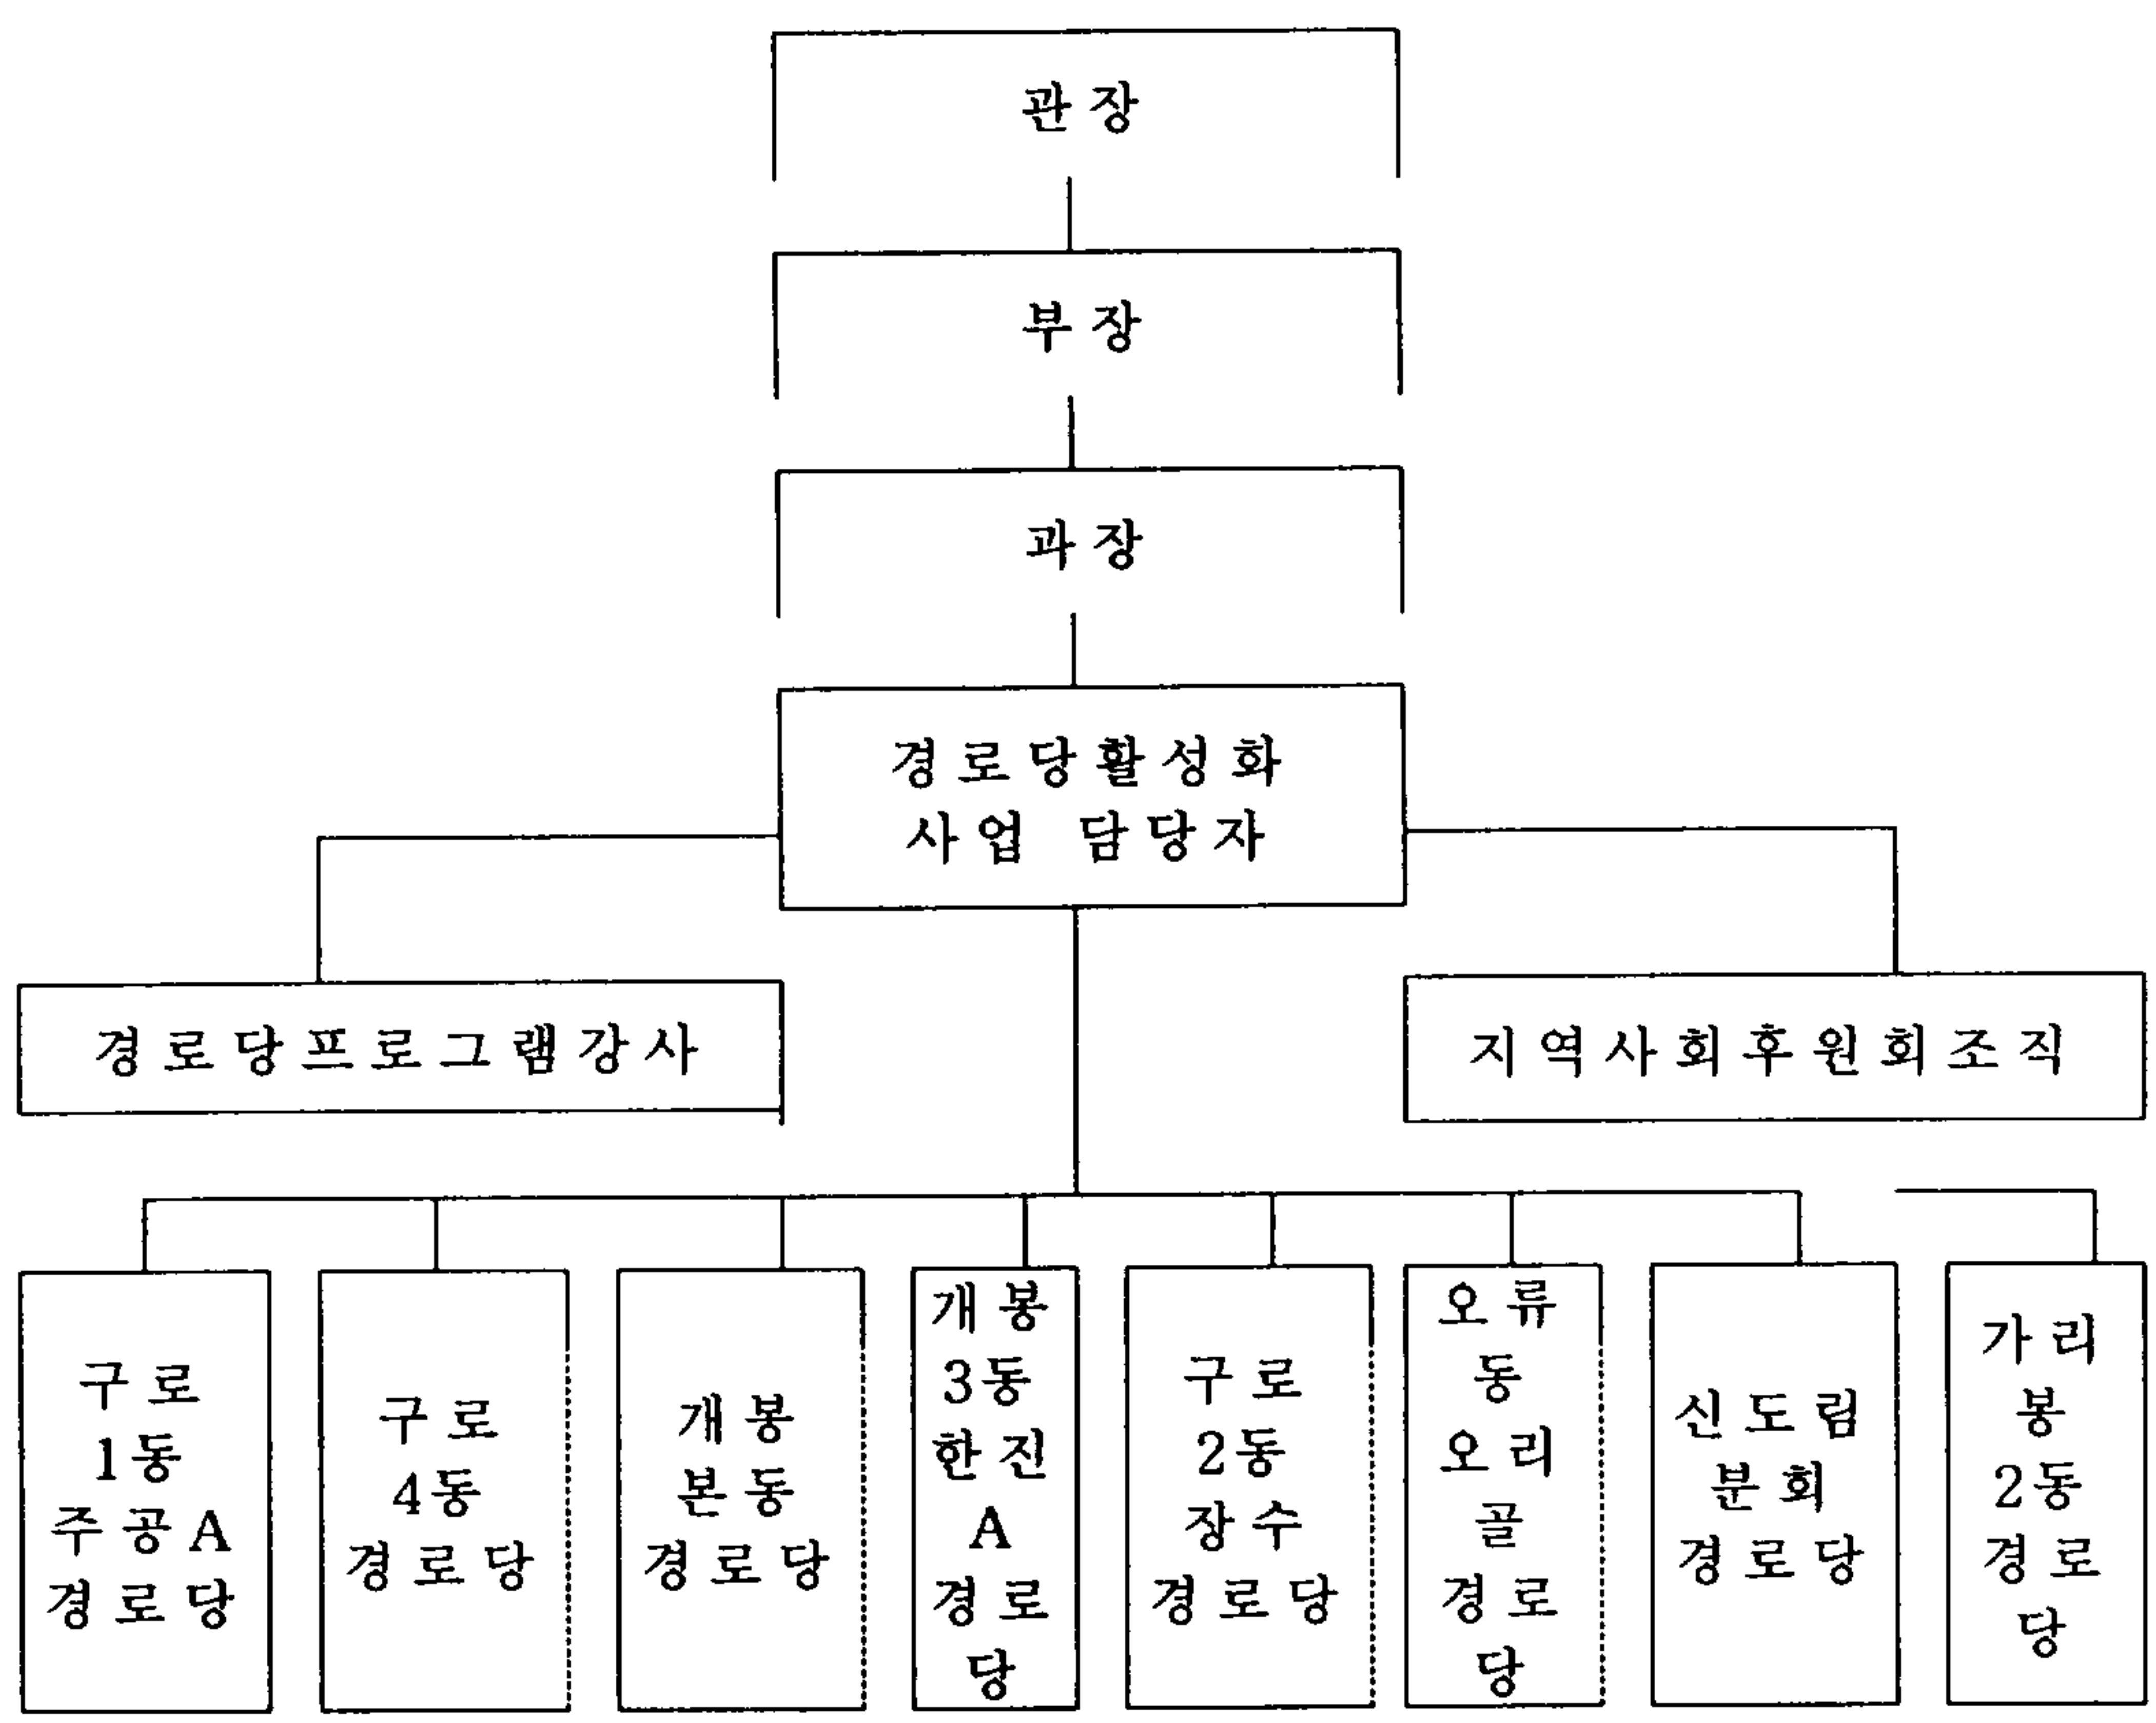 관장
부장
과장
경로당활성화
사업 담당자
경로당프로그램강사
지역사회후원회조직
구로
1동
주공A
경로당
구로
4동
경로당
개봉
본동
경로당
개봉
3동
한진
A
경로
당
구로
2동
장수
경로당
오류
동
오리
골
경로
당
신도림
분회
경로당
가리
봉
2동
경로
당